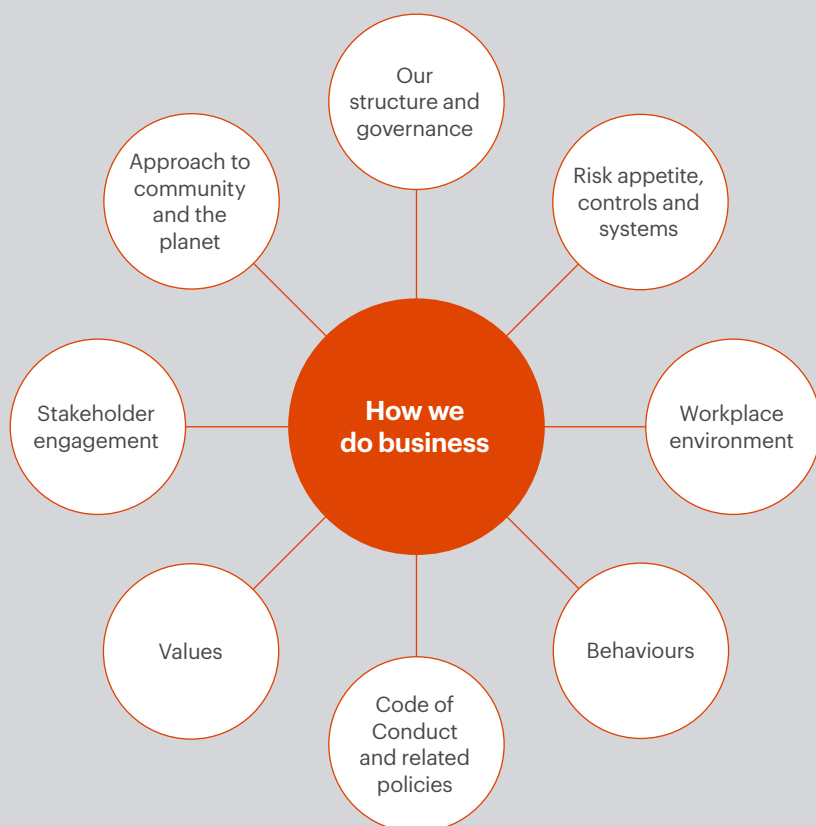 Our
structure and
governance
Approach to
community
and the
planet
Risk appetite,
controls and
systems
Stakeholder
engagement
How we
do business
Workplace
environment
Values
Behaviours
Code of
Conduct
and related
policies